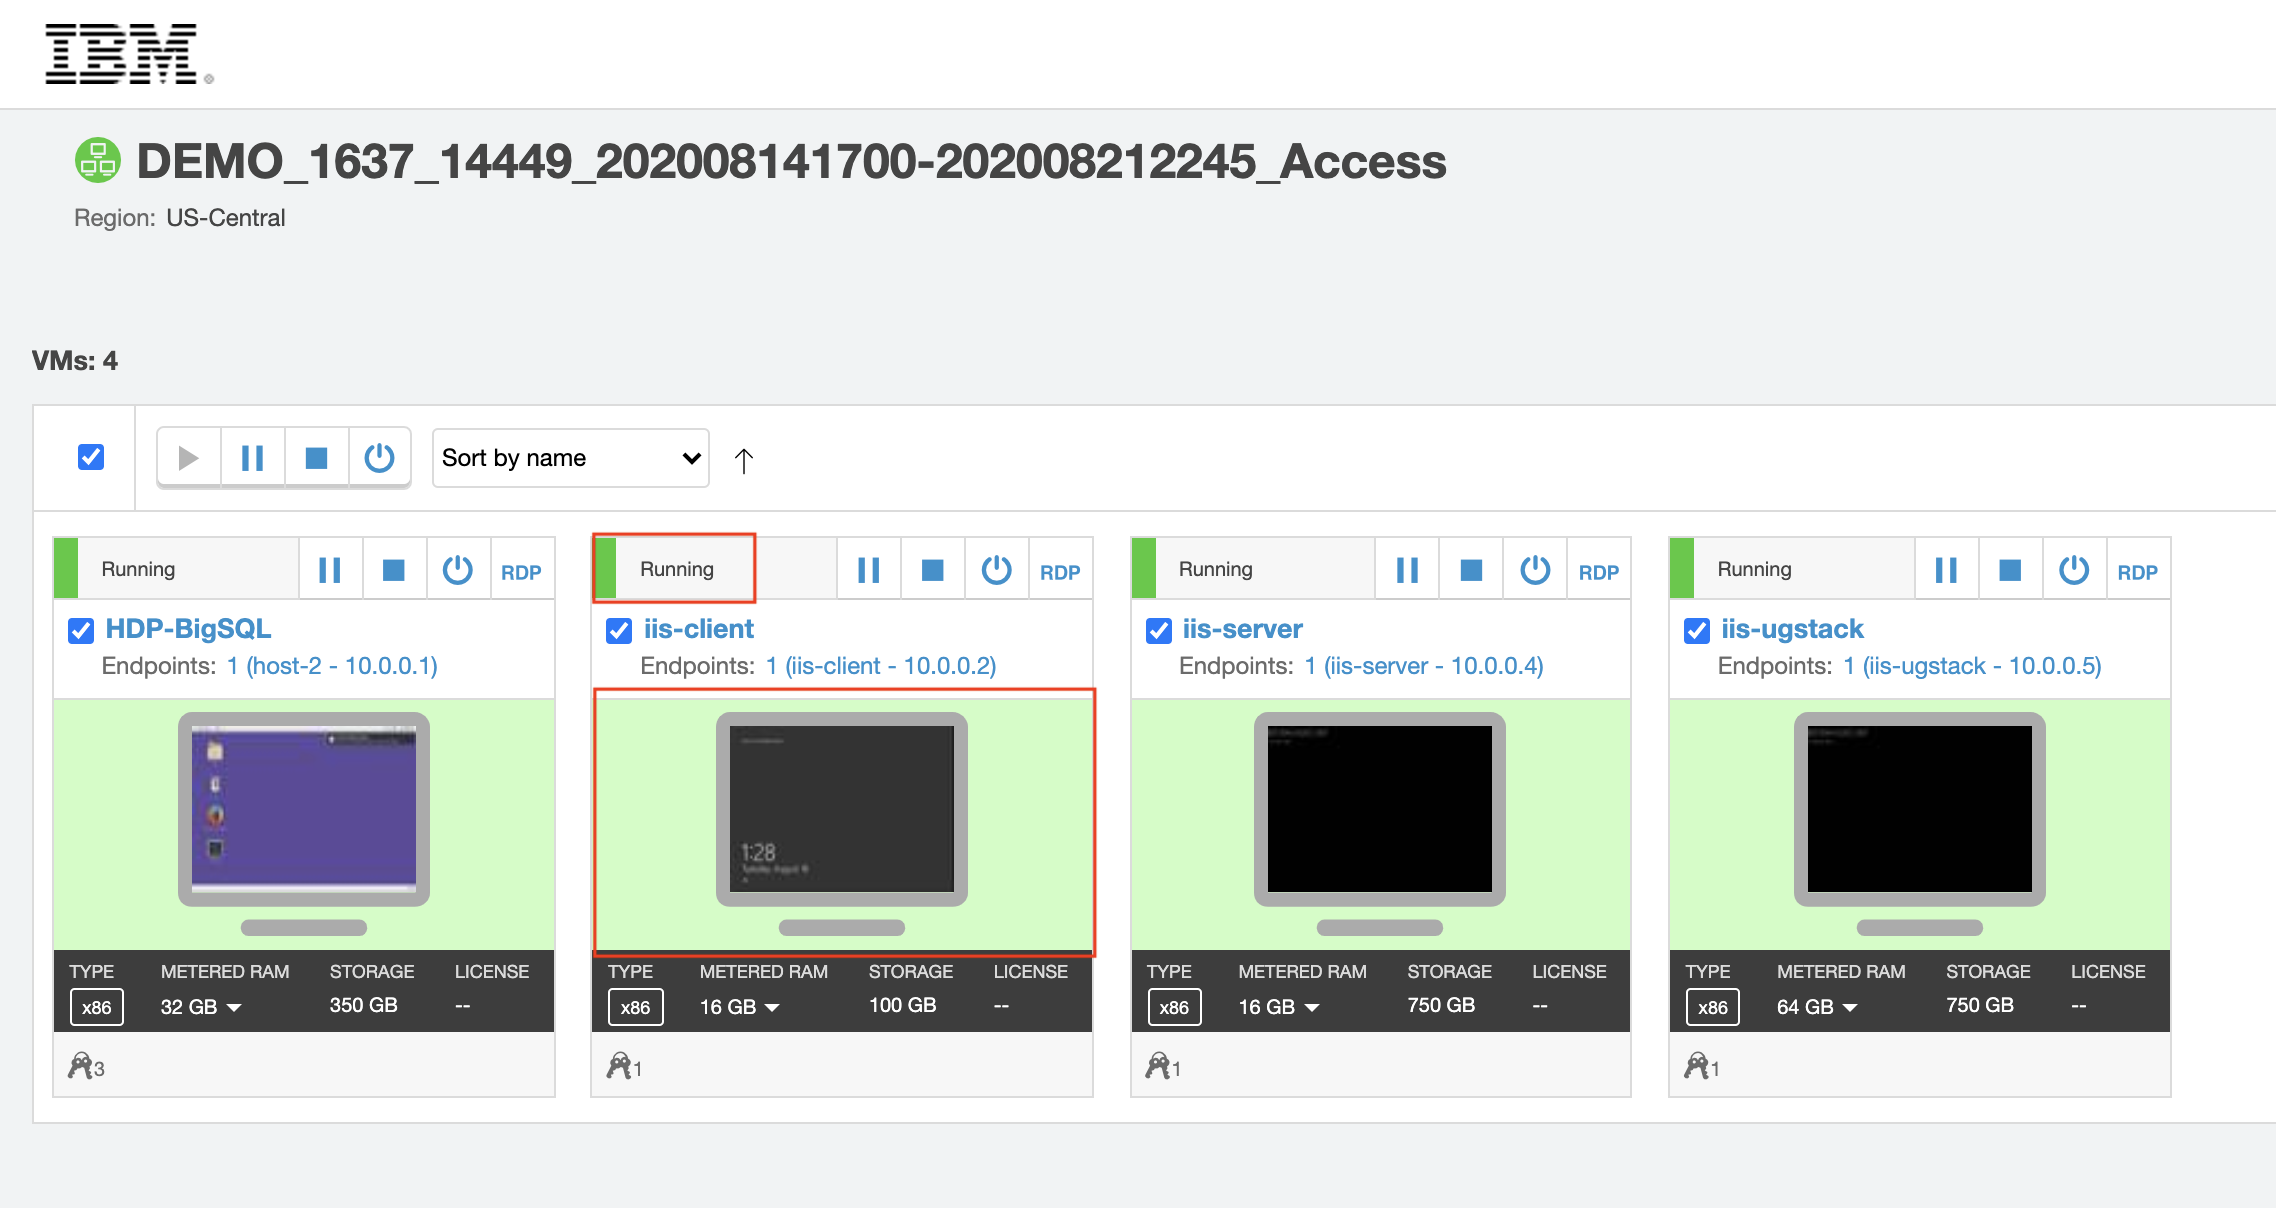 IBM®
DEMO_1637_14449_202008141700-202008212245_Access
Region: US-Central
VMs: 4
Sort by name
Running RDP
HDP-BigSQL
Endpoints: 1 (host-2 - 10.0.0.1)
TYPE METERED RAM STORAGE LICENSE
x86 32 GB 350 GB --
3
Running RDP
iis-client
Endpoints: 1 (iis-client - 10.0.0.2)
1:28
TYPE METERED RAM STORAGE LICENSE
x86 16 GB 100 GB --
1
Running RDP
iis-server
Endpoints: 1 (iis-server - 10.0.0.4)
TYPE METERED RAM STORAGE LICENSE
x86 16 GB 750 GB --
1
Running RDP
iis-ugstack
Endpoints: 1 (iis-ugstack - 10.0.0.5)
TYPE METERED RAM STORAGE LICENSE
x86 64 GB 750 GB --
1